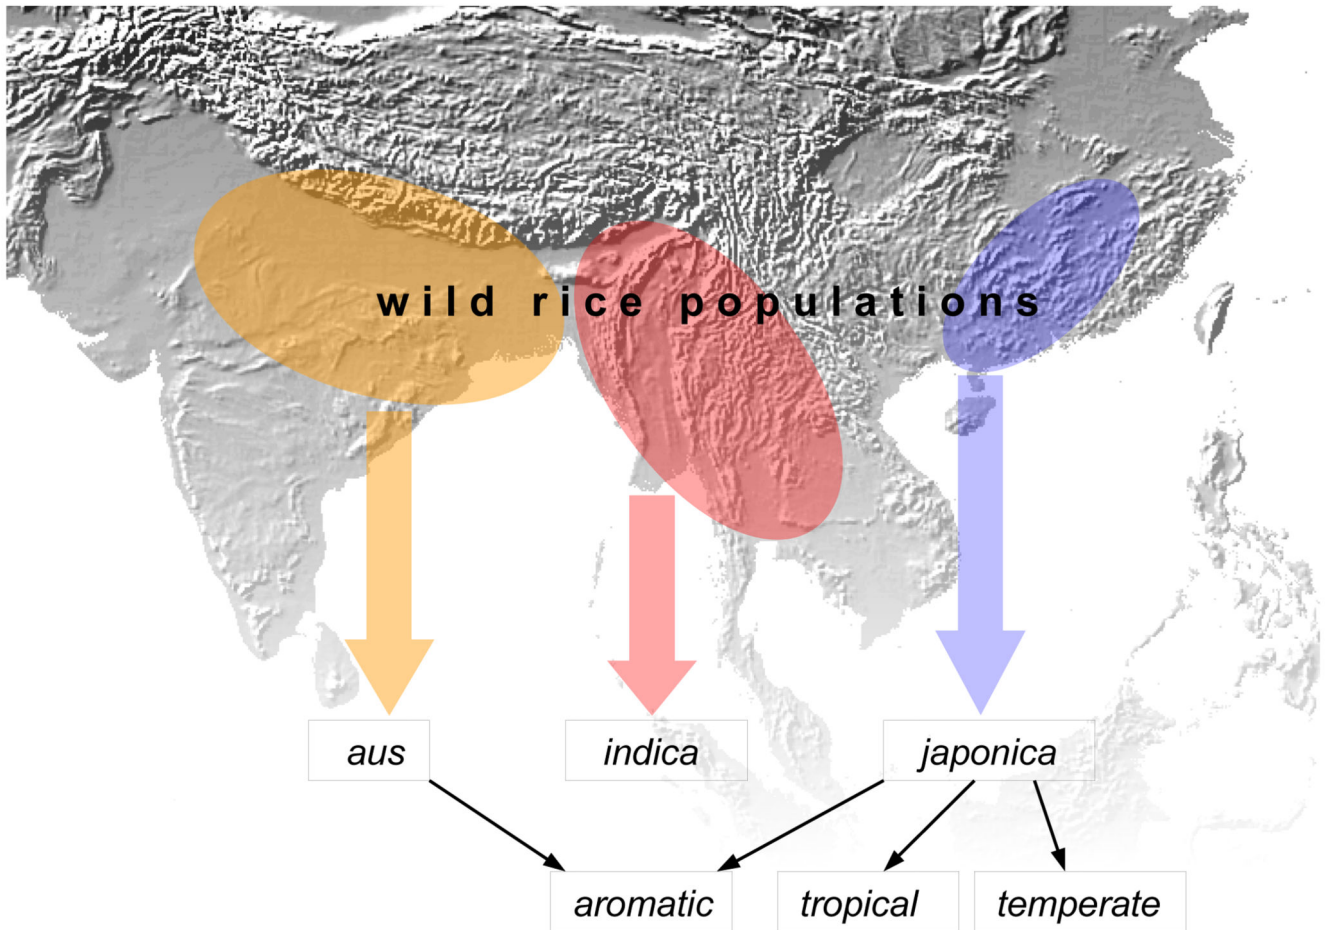 wild rice populations
aus indica japonica
aromatic tropical temperate